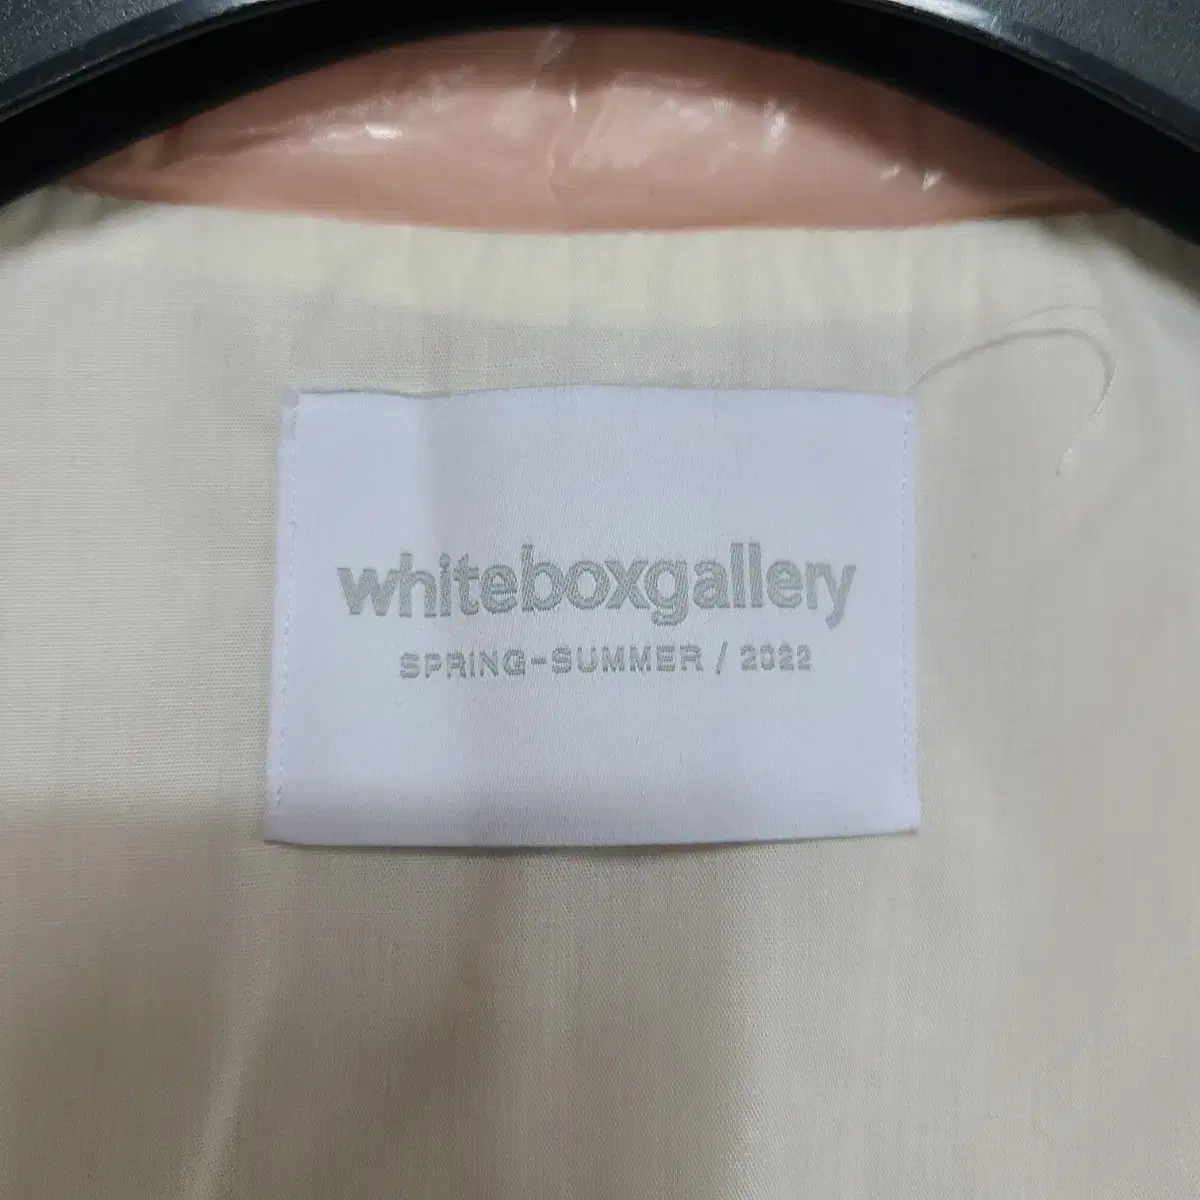 whiteboxgallery
SPRING-SUMMER / 2022